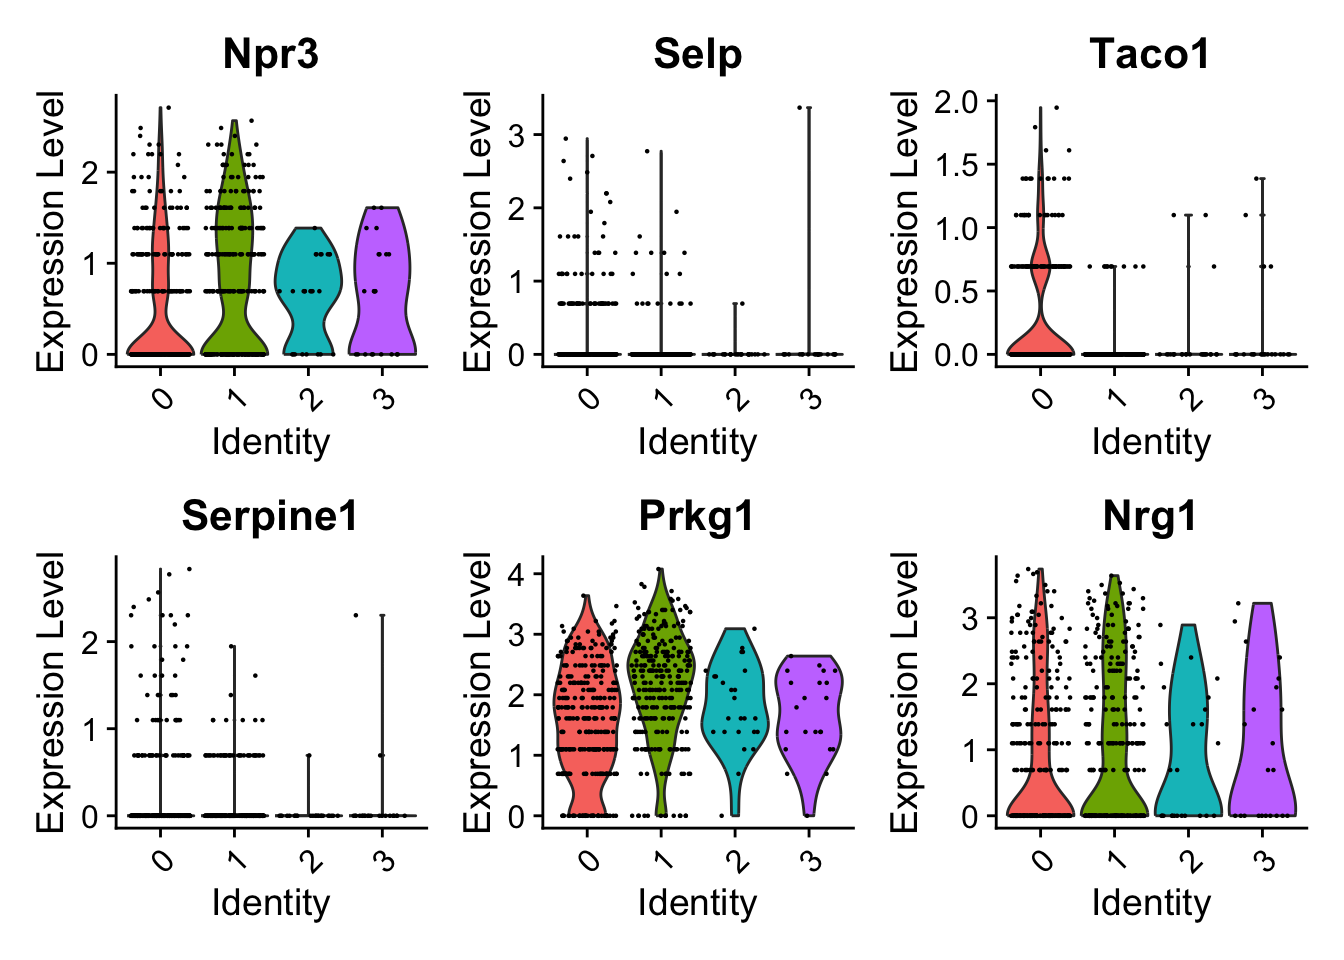 Npr3
Selp
Taco1
Expression Level
0
1
2
0
1
2
3
Identity
Expression Level
0
1
2
3
0
1
2
3
Identity
Expression Level
2.0
1.5
1.0
0.5
0.0
0
1
2
3
Identity
Serpine1
Prkg1
Nrg1
Expression Level
2
1
0
0
1
2
3
Identity
Expression Level
4
3
2
1
0
0
1
2
3
Identity
Expression Level
3
2
1
0
0
1
2
3
Identity